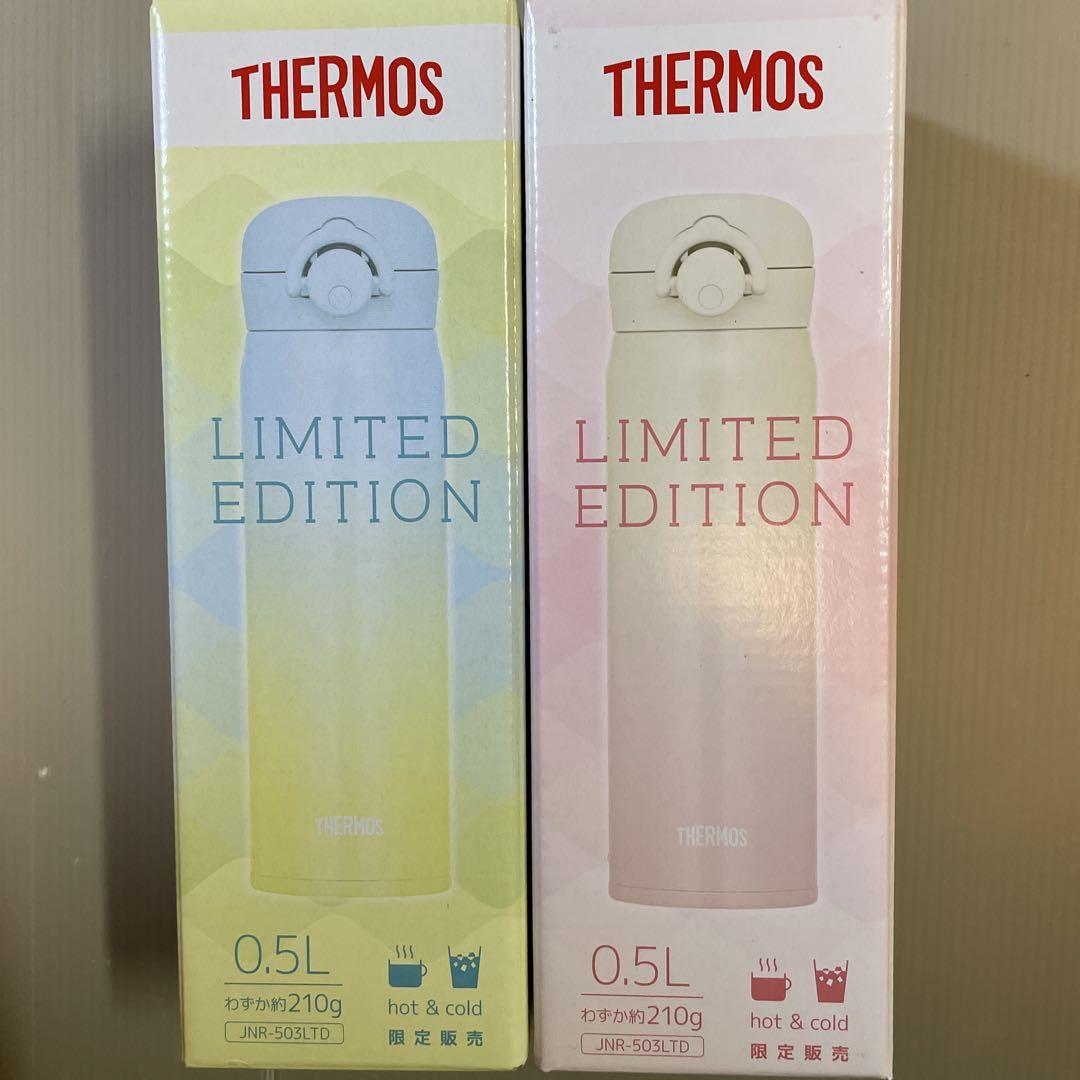 THERMOS
LIMITED
EDITION
THERMOS
0.5L
わずか約210g
JNR-503LTD
hot & cold
限定販売
THERMOS
LIMITED
EDITION
THERMOS
0.5L
わずか約210g
JNR-503LTD
hot & cold
限定販売